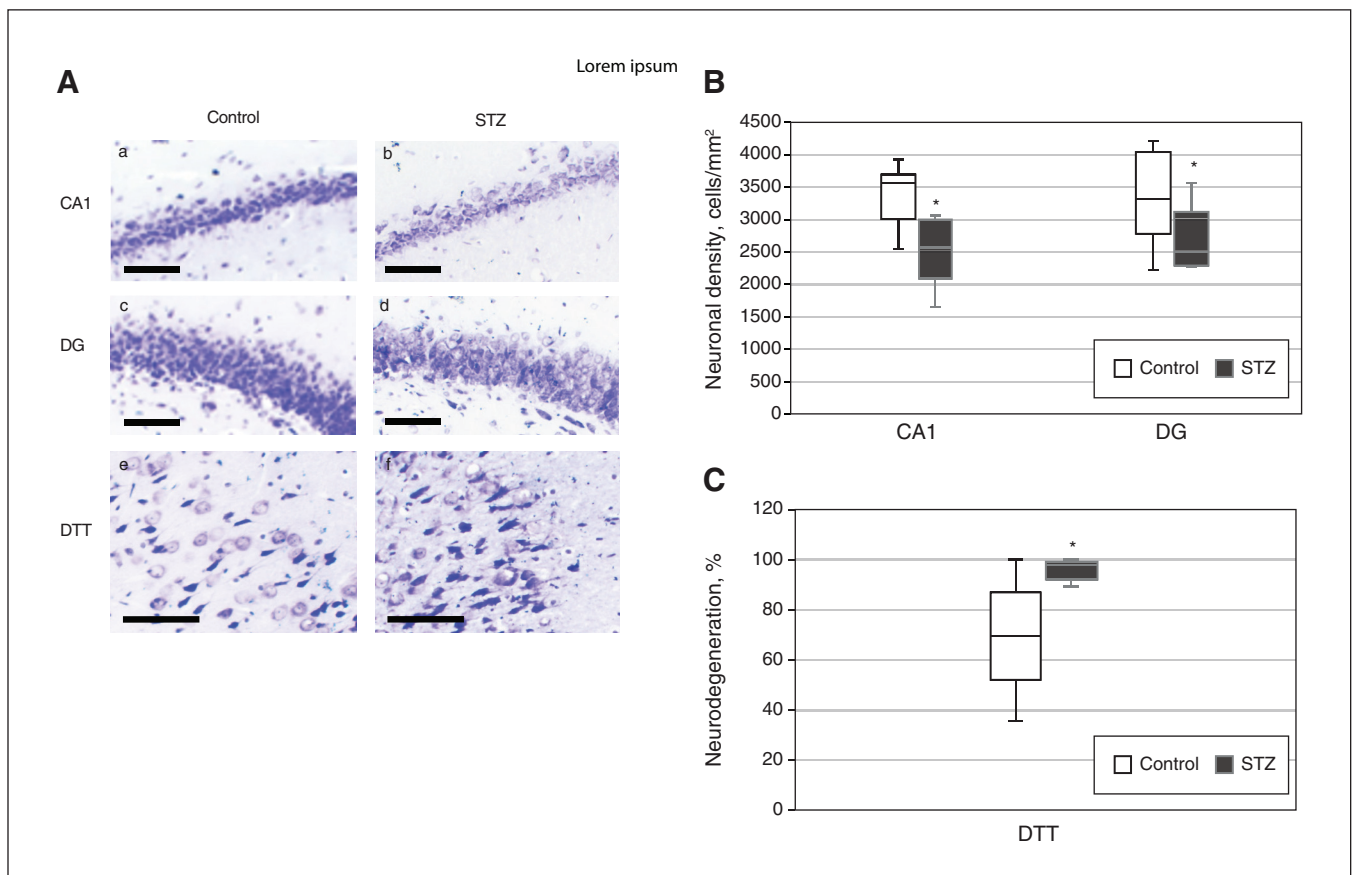 Lorem ipsum
A
Control STZ
a b
CA1
c d
DG
e f
DTT
B
Neuronal density, cells/mm²
4500
4000
3500
3000
2500
2000
1500
1000
500
0
* *
Control STZ
CA1 DG
C
Neurodegeneration, %
120
100
80
60
40
20
0
*
Control STZ
DTT